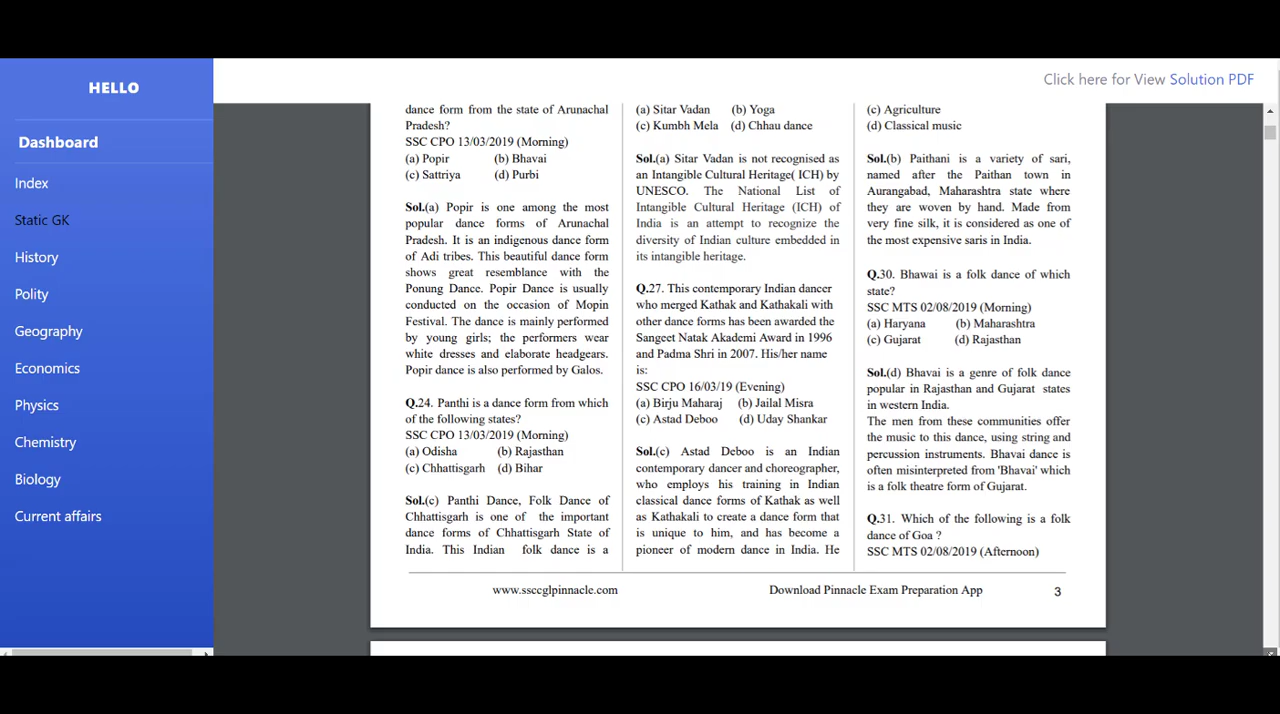 HELLO
Dashboard
Index
Static GK
History
Polity
Geography
Economics
Physics
Chemistry
Biology
Current affairs
Click here for View Solution PDF
dance form from the state of Arunachal
Pradesh?
SSC CPO 13/03/2019 (Morning)
(a) Popir (b) Bhavai
(c) Sattriya (d) Purbi
Sol.(a) Popir is one among the most
popular dance forms of Arunachal
Pradesh. It is an indigenous dance form
of Adi tribes. This beautiful dance form
shows great resemblance with the
Ponung Dance. Popir Dance is usually
conducted on the occasion of Mopin
Festival. The dance is mainly performed
by young girls; the performers wear
white dresses and elaborate headgears.
Popir dance is also performed by Galos.
Q.24. Panthi is a dance form from which
of the following states?
SSC CPO 13/03/2019 (Morning)
(a) Odisha (b) Rajasthan
(c) Chhattisgarh (d) Bihar
Sol.(c) Panthi Dance, Folk Dance of
Chhattisgarh is one of the important
dance forms of Chhattisgarh State of
India. This Indian folk dance is a
(a) Sitar Vadan (b) Yoga
(c) Kumbh Mela (d) Chhau dance
Sol.(a) Sitar Vadan is not recognised as
an Intangible Cultural Heritage( ICH) by
UNESCO. The National List of
Intangible Cultural Heritage (ICH) of
India is an attempt to recognize the
diversity of Indian culture embedded in
its intangible heritage.
Q.27. This contemporary Indian dancer
who merged Kathak and Kathakali with
other dance forms has been awarded the
Sangeet Natak Akademi Award in 1996
and Padma Shri in 2007. His/her name
is:
SSC CPO 16/03/19 (Evening)
(a) Birju Maharaj (b) Jailal Misra
(c) Astad Deboo (d) Uday Shankar
Sol.(c) Astad Deboo is an Indian
contemporary dancer and choreographer,
who employs his training in Indian
classical dance forms of Kathak as well
as Kathakali to create a dance form that
is unique to him, and has become a
pioneer of modern dance in India. He
(c) Agriculture
(d) Classical music
Sol.(b) Paithani is a variety of sari,
named after the Paithan town in
Aurangabad, Maharashtra state where
they are woven by hand. Made from
very fine silk, it is considered as one of
the most expensive saris in India.
Q.30. Bhawai is a folk dance of which
state?
SSC MTS 02/08/2019 (Morning)
(a) Haryana (b) Maharashtra
(c) Gujarat (d) Rajasthan
Sol.(d) Bhavai is a genre of folk dance
popular in Rajasthan and Gujarat states
in western India.
The men from these communities offer
the music to this dance, using string and
percussion instruments. Bhavai dance is
often misinterpreted from 'Bhavai' which
is a folk theatre form of Gujarat.
Q.31. Which of the following is a folk
dance of Goa ?
SSC MTS 02/08/2019 (Afternoon)
www.ssccglpinnacle.com Download Pinnacle Exam Preparation App 3